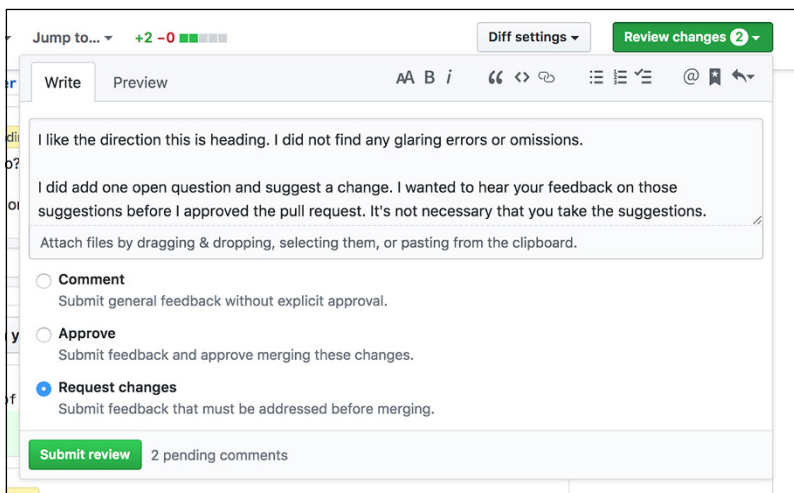 Jump to...
+2 −0
Diff settings
Review changes 2
Write
Preview
AA B i
I like the direction this is heading. I did not find any glaring errors or omissions.
I did add one open question and suggest a change. I wanted to hear your feedback on those
suggestions before I approved the pull request. It's not necessary that you take the suggestions.
Attach files by dragging & dropping, selecting them, or pasting from the clipboard.
Comment
Submit general feedback without explicit approval.
Approve
Submit feedback and approve merging these changes.
Request changes
Submit feedback that must be addressed before merging.
Submit review
2 pending comments